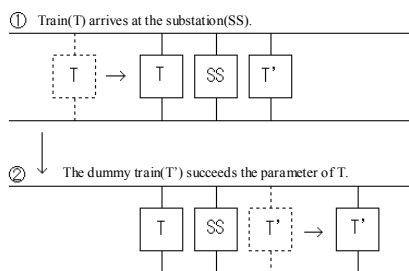 ① Train(T) arrives at the substation(SS).
T → T SS T'
② The dummy train(T') succeeds the parameter of T.
T SS T' → T'